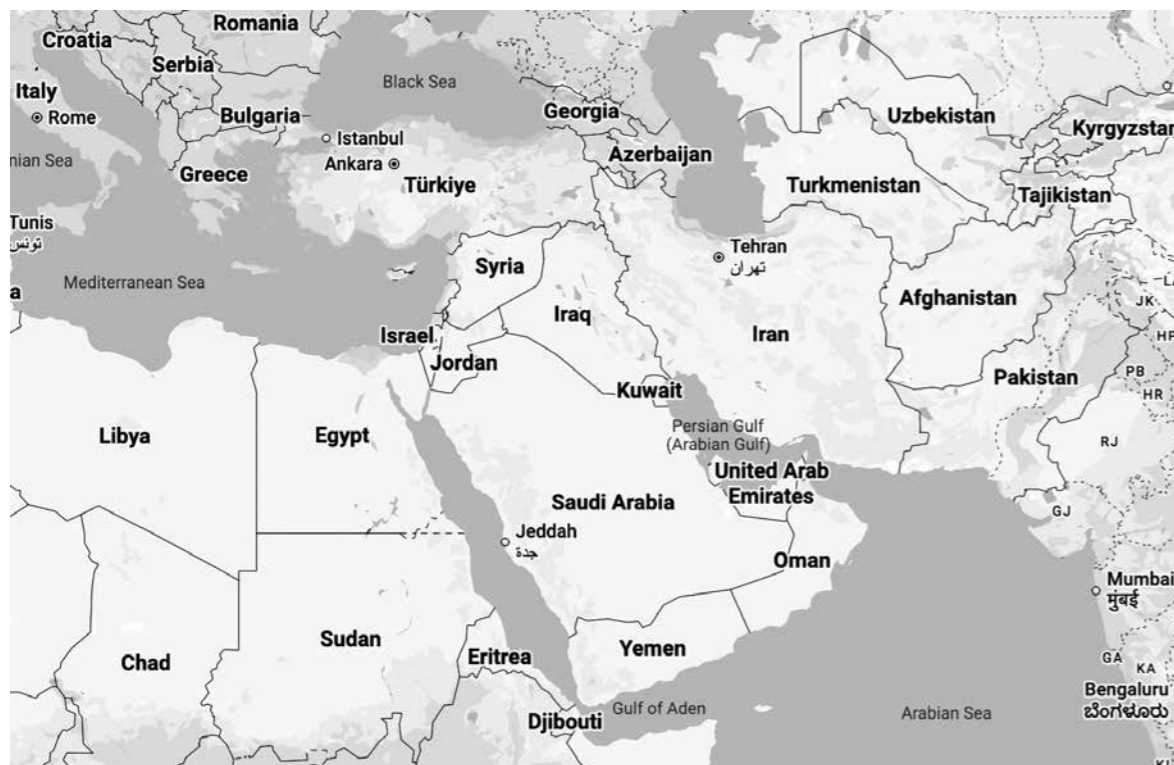 Romania
Croatia
Serbia
Black Sea
Italy
Rome
Bulgaria
Georgia
Uzbekistan
Istanbul
Kyrgyzstan
nian Sea
Ankara
Azerbaijan
Greece
Türkiye
Turkmenistan
Tajikistan
Tunis
تونس
Tehran
تهران
Syria
Mediterranean Sea
a
Afghanistan
LA
JK
Israel
Iraq
Iran
HP
Jordan
Pakistan
PB
Kuwait
HR
Persian Gulf
(Arabian Gulf)
Libya
Egypt
RJ
United Arab
Emirates
Saudi Arabia
GJ
Jeddah
جدة
Oman
Mumbai
मुंबई
Sudan
Yemen
Chad
Eritrea
GA
KA
Bengaluru
ಬೆಂಗಳೂರು
Djibouti
Gulf of Aden
Arabian Sea